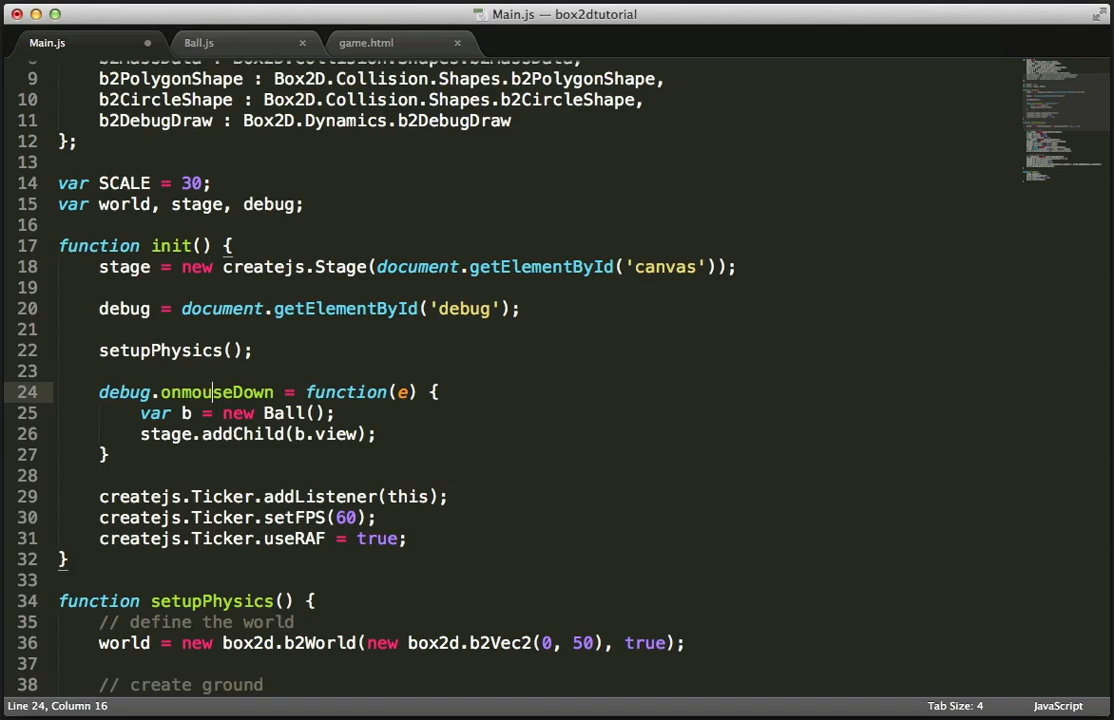 Main.js — box2dtutorial
Main.js
Ball.js
game.html
9 b2PolygonShape : Box2D.Collision.Shapes.b2PolygonShape,
10 b2CircleShape : Box2D.Collision.Shapes.b2CircleShape,
11 b2DebugDraw : Box2D.Dynamics.b2DebugDraw
12 };
13
14 var SCALE = 30;
15 var world, stage, debug;
16
17 function init() {
18 stage = new createjs.Stage(document.getElementById('canvas'));
19
20 debug = document.getElementById('debug');
21
22 setupPhysics();
23
24 debug.onmouseDown = function(e) {
25 var b = new Ball();
26 stage.addChild(b.view);
27 }
28
29 createjs.Ticker.addListener(this);
30 createjs.Ticker.setFPS(60);
31 createjs.Ticker.useRAF = true;
32 }
33
34 function setupPhysics() {
35 // define the world
36 world = new box2d.b2World(new box2d.b2Vec2(0, 50), true);
37
38 // create ground
Line 24, Column 16
Tab Size: 4
JavaScript